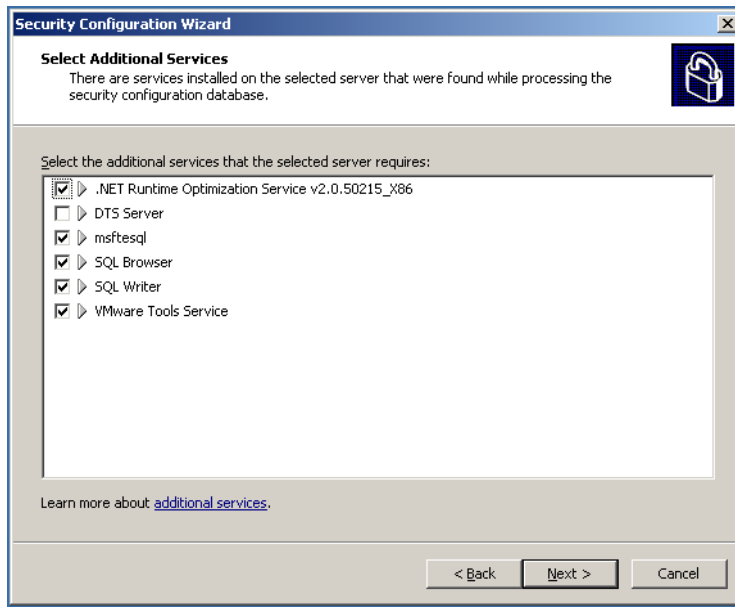 Security Configuration Wizard
Select Additional Services
There are services installed on the selected server that were found while processing the
security configuration database.
Select the additional services that the selected server requires:
.NET Runtime Optimization Service v2.0.50215_X86
DTS Server
msftesql
SQL Browser
SQL Writer
VMware Tools Service
Learn more about additional services.
< Back
Next >
Cancel